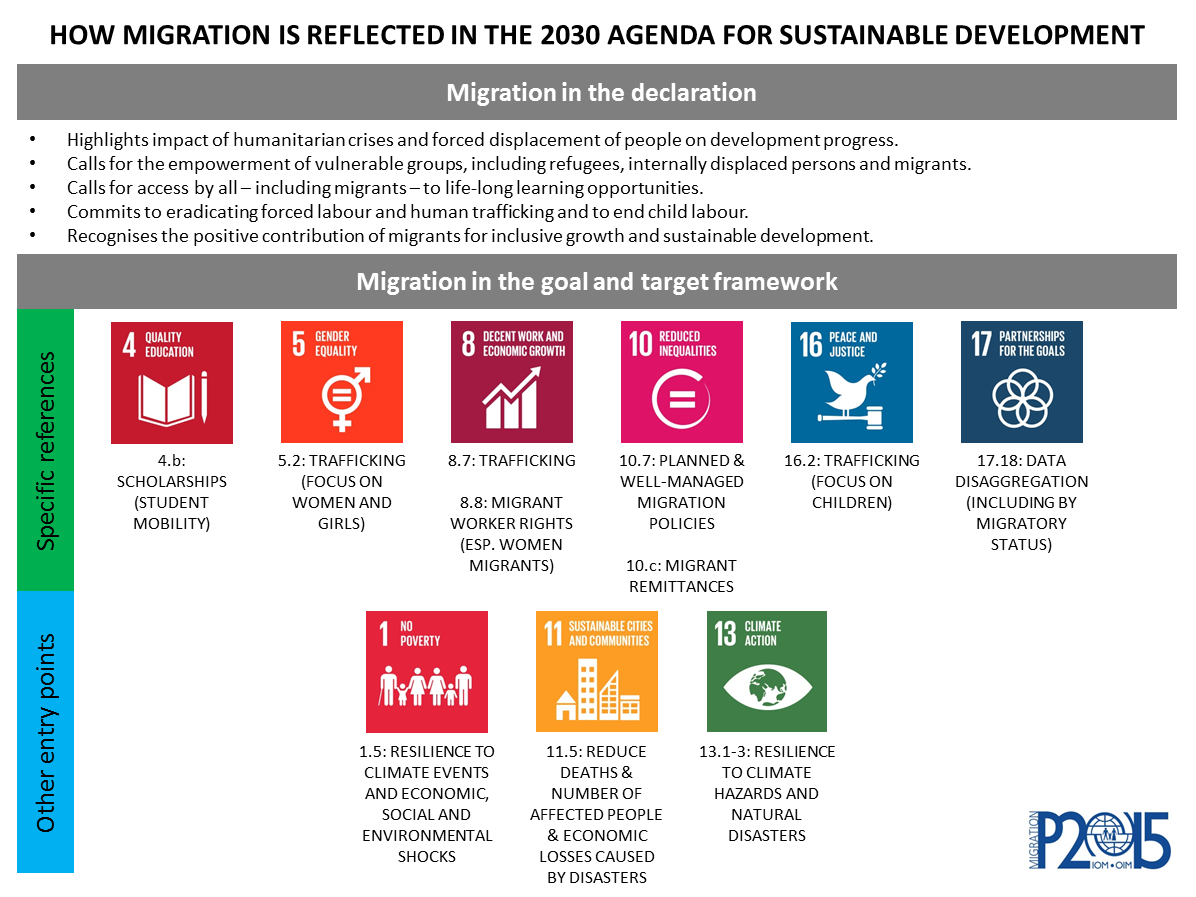 HOW MIGRATION IS REFLECTED IN THE 2030 AGENDA FOR SUSTAINABLE DEVELOPMENT
Migration in the declaration
• Highlights impact of humanitarian crises and forced displacement of people on development progress.
• Calls for the empowerment of vulnerable groups, including refugees, internally displaced persons and migrants.
• Calls for access by all – including migrants – to life-long learning opportunities.
• Commits to eradicating forced labour and human trafficking and to end child labour.
• Recognises the positive contribution of migrants for inclusive growth and sustainable development.
Migration in the goal and target framework
Specific references
4 QUALITY
EDUCATION
4.b:
SCHOLARSHIPS
(STUDENT
MOBILITY)
5 GENDER
EQUALITY
5.2: TRAFFICKING
(FOCUS ON
WOMEN AND
GIRLS)
8 DECENT WORK AND
ECONOMIC GROWTH
8.7: TRAFFICKING
8.8: MIGRANT
WORKER RIGHTS
(ESP. WOMEN
MIGRANTS)
10 REDUCED
INEQUALITIES
10.7: PLANNED &
WELL-MANAGED
MIGRATION
POLICIES
10.c: MIGRANT
REMITTANCES
16 PEACE AND
JUSTICE
16.2: TRAFFICKING
(FOCUS ON
CHILDREN)
17 PARTNERSHIPS
FOR THE GOALS
17.18: DATA
DISAGGREGATION
(INCLUDING BY
MIGRATORY
STATUS)
Other entry points
1 NO
POVERTY
1.5: RESILIENCE TO
CLIMATE EVENTS
AND ECONOMIC,
SOCIAL AND
ENVIRONMENTAL
SHOCKS
11 SUSTAINABLE CITIES
AND COMMUNITIES
11.5: REDUCE
DEATHS &
NUMBER OF
AFFECTED PEOPLE
& ECONOMIC
LOSSES CAUSED
BY DISASTERS
13 CLIMATE
ACTION
13.1-3: RESILIENCE
TO CLIMATE
HAZARDS AND
NATURAL
DISASTERS
MIGRATION
P2015
IOM • OIM